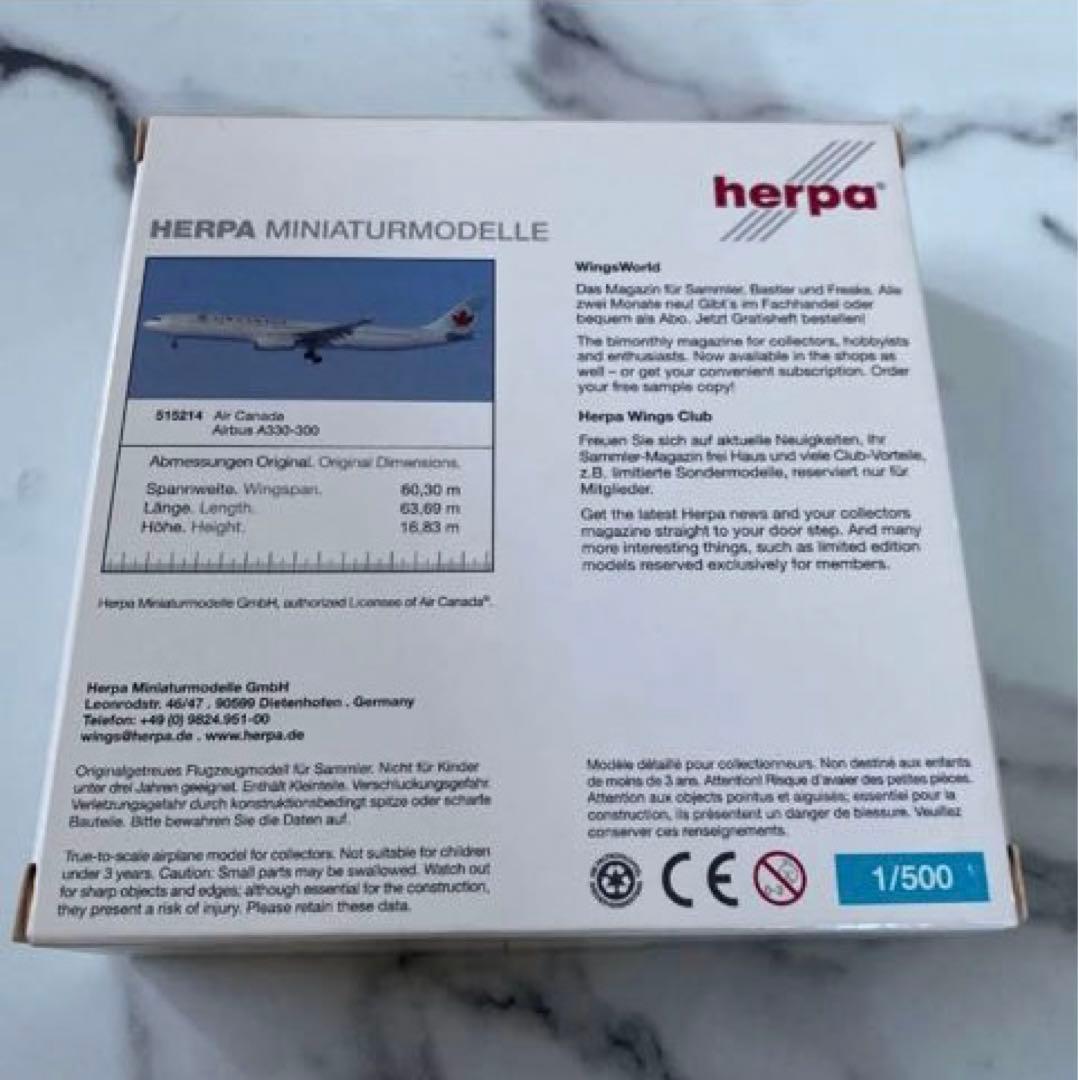 herpa®
HERPA MINIATURMODELLE
515214 Air Canada
Airbus A330-300
Abmessungen Original. Original Dimensions.
Spannweite. Wingspan. 60,30 m
Länge. Length. 63,69 m
Höhe. Height. 16,83 m
Herpa Miniaturmodelle GmbH, authorized Licensee of Air Canada®.
WingsWorld
Das Magazin für Sammler, Bastler und Freaks. Alle
zwei Monate neu! Gibt's im Fachhandel oder
bequem als Abo. Jetzt Gratisheft bestellen!
The bimonthly magazine for collectors, hobbyists
and enthusiasts. Now available in the shops as
well – or get your convenient subscription. Order
your free sample copy!
Herpa Wings Club
Freuen Sie sich auf aktuelle Neuigkeiten, Ihr
Sammler-Magazin frei Haus und viele Club-Vorteile,
z.B. limitierte Sondermodelle, reserviert nur für
Mitglieder.
Get the latest Herpa news and your collectors
magazine straight to your door step. And many
more interesting things, such as limited edition
models reserved exclusively for members.
Herpa Miniaturmodelle GmbH
Leonrodstr. 46/47 . 90599 Dietenhofen . Germany
Telefon: +49 (0) 9824.951-00
wings@herpa.de . www.herpa.de
Originalgetreues Flugzeugmodell für Sammler. Nicht für Kinder
unter drei Jahren geeignet. Enthält Kleinteile. Verschluckungsgefahr.
Verletzungsgefahr durch konstruktionsbedingt spitze oder scharfe
Bauteile. Bitte bewahren Sie die Daten auf.
True-to-scale airplane model for collectors. Not suitable for children
under 3 years. Caution: Small parts may be swallowed. Watch out
for sharp objects and edges; although essential for the construction,
they present a risk of injury. Please retain these data.
Modèle détaillé pour collectionneurs. Non destiné aux enfants
de moins de 3 ans. Attention! Risque d'avaler des petites pièces.
Attention aux objects pointus et aiguisés; essentiel pour la
construction, ils présentent un danger de blessure. Veuillez
conserver ces renseignements.
CE
0-3
1/500